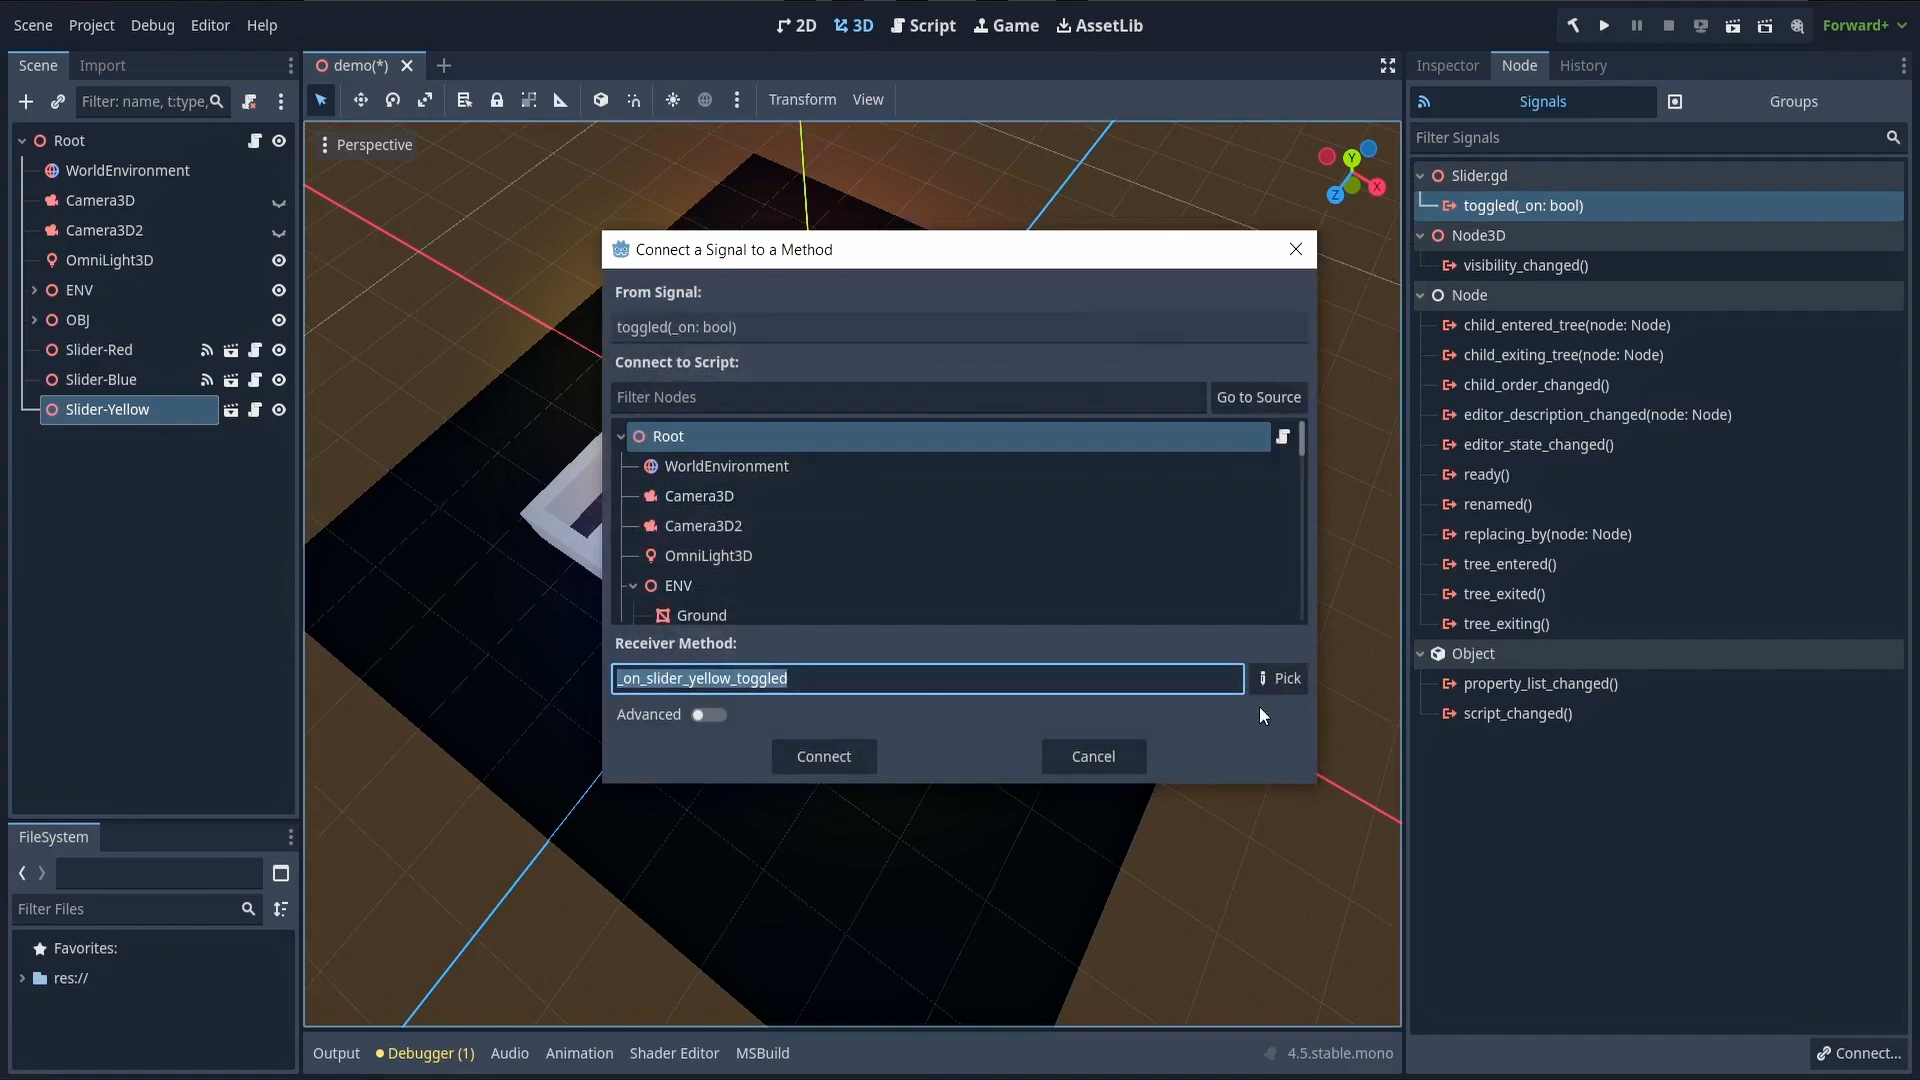 Scene Project Debug Editor Help
2D 3D Script Game AssetLib
Forward+
Scene Import
Filter: name, t:type,
Root
WorldEnvironment
Camera3D
Camera3D2
OmniLight3D
ENV
OBJ
Slider-Red
Slider-Blue
Slider-Yellow
FileSystem
Filter Files
Favorites:
res://
demo(*)
Transform View
Perspective
Y
X
Z
Connect a Signal to a Method
From Signal:
toggled(_on: bool)
Connect to Script:
Filter Nodes Go to Source
Root
WorldEnvironment
Camera3D
Camera3D2
OmniLight3D
ENV
Ground
Receiver Method:
_on_slider_yellow_toggled Pick
Advanced
Connect Cancel
Output Debugger (1) Audio Animation Shader Editor MSBuild 4.5.stable.mono
Inspector Node History
Signals Groups
Filter Signals
Slider.gd
toggled(_on: bool)
Node3D
visibility_changed()
Node
child_entered_tree(node: Node)
child_exiting_tree(node: Node)
child_order_changed()
editor_description_changed(node: Node)
editor_state_changed()
ready()
renamed()
replacing_by(node: Node)
tree_entered()
tree_exited()
tree_exiting()
Object
property_list_changed()
script_changed()
Connect...